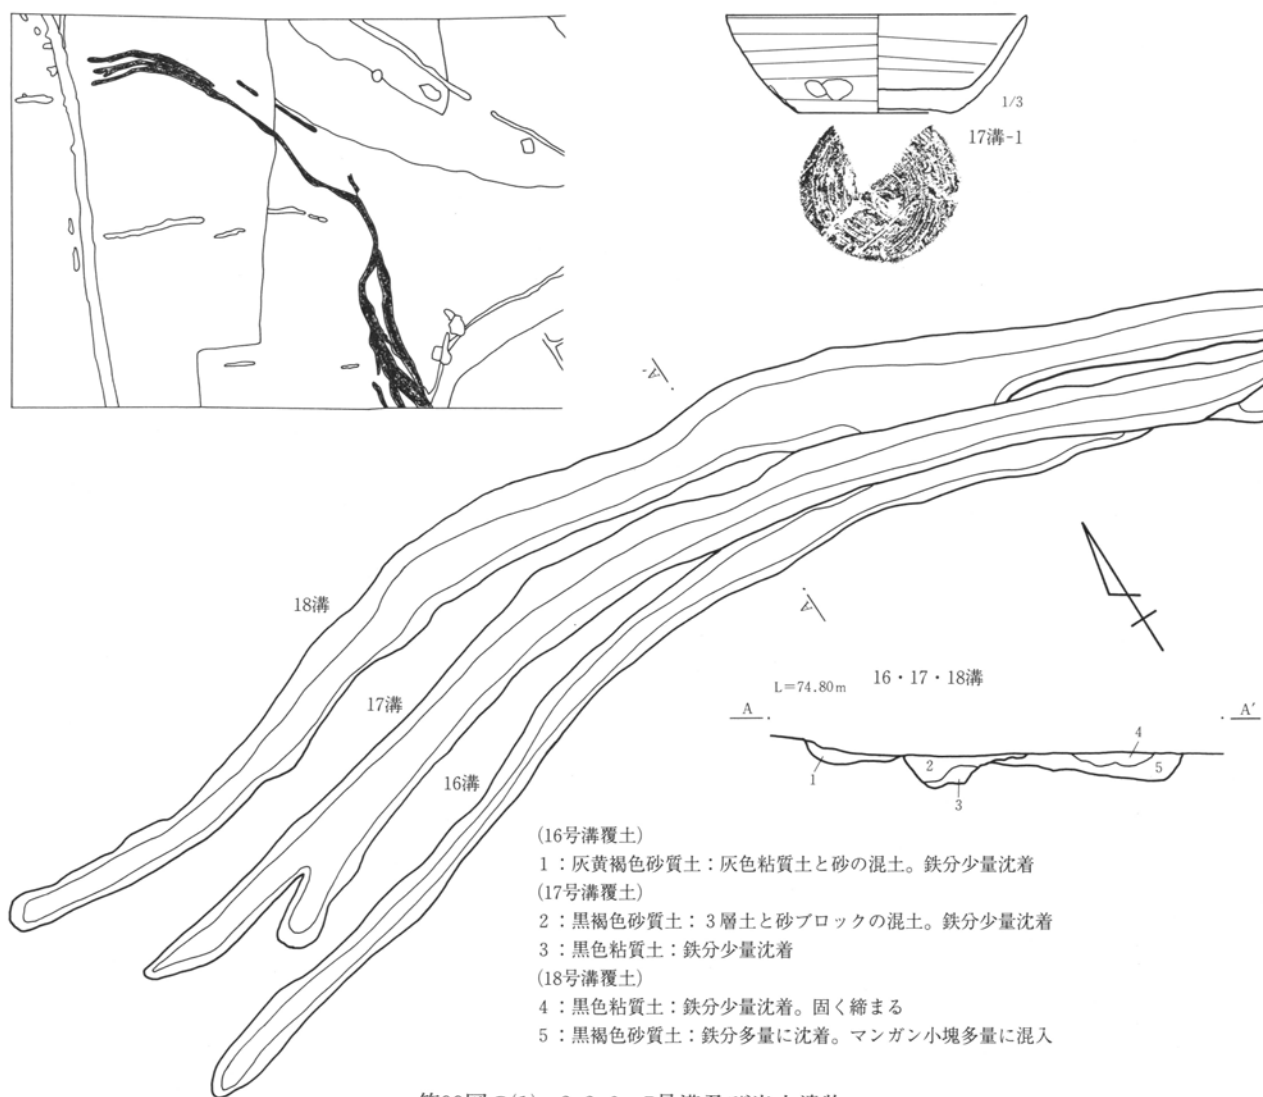 1/3
17溝-1
18溝
17溝
16溝
L=74.80m 16・17・18溝
A A′
1
2
3
4
5
(16号溝覆土)
1：灰黄褐色砂質土：灰色粘質土と砂の混土。鉄分少量沈着
(17号溝覆土)
2：黒褐色砂質土：3層土と砂ブロックの混土。鉄分少量沈着
3：黒色粘質土：鉄分少量沈着
(18号溝覆土)
4：黒色粘質土：鉄分少量沈着。固く締まる
5：黒褐色砂質土：鉄分多量に沈着。マンガン小塊多量に混入